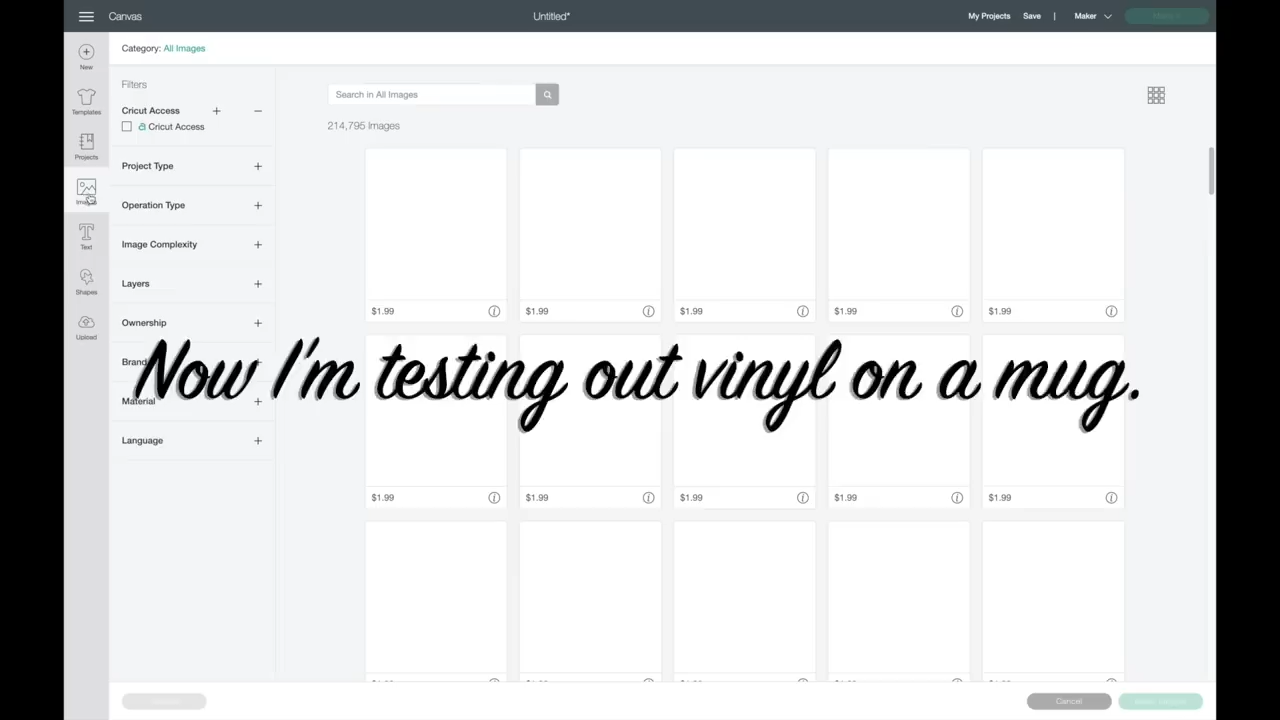 Canvas
Untitled*
My Projects
Save
|
Maker
Category: All Images
New
Templates
Projects
Images
Text
Shapes
Upload
Filters
Cricut Access
Cricut Access
Project Type
Operation Type
Image Complexity
Layers
Ownership
Brand
Material
Language
Search in All Images
214,795 Images
$1.99 $1.99 $1.99 $1.99 $1.99
Now I'm testing out vinyl on a mug.
$1.99 $1.99 $1.99 $1.99 $1.99
Cancel